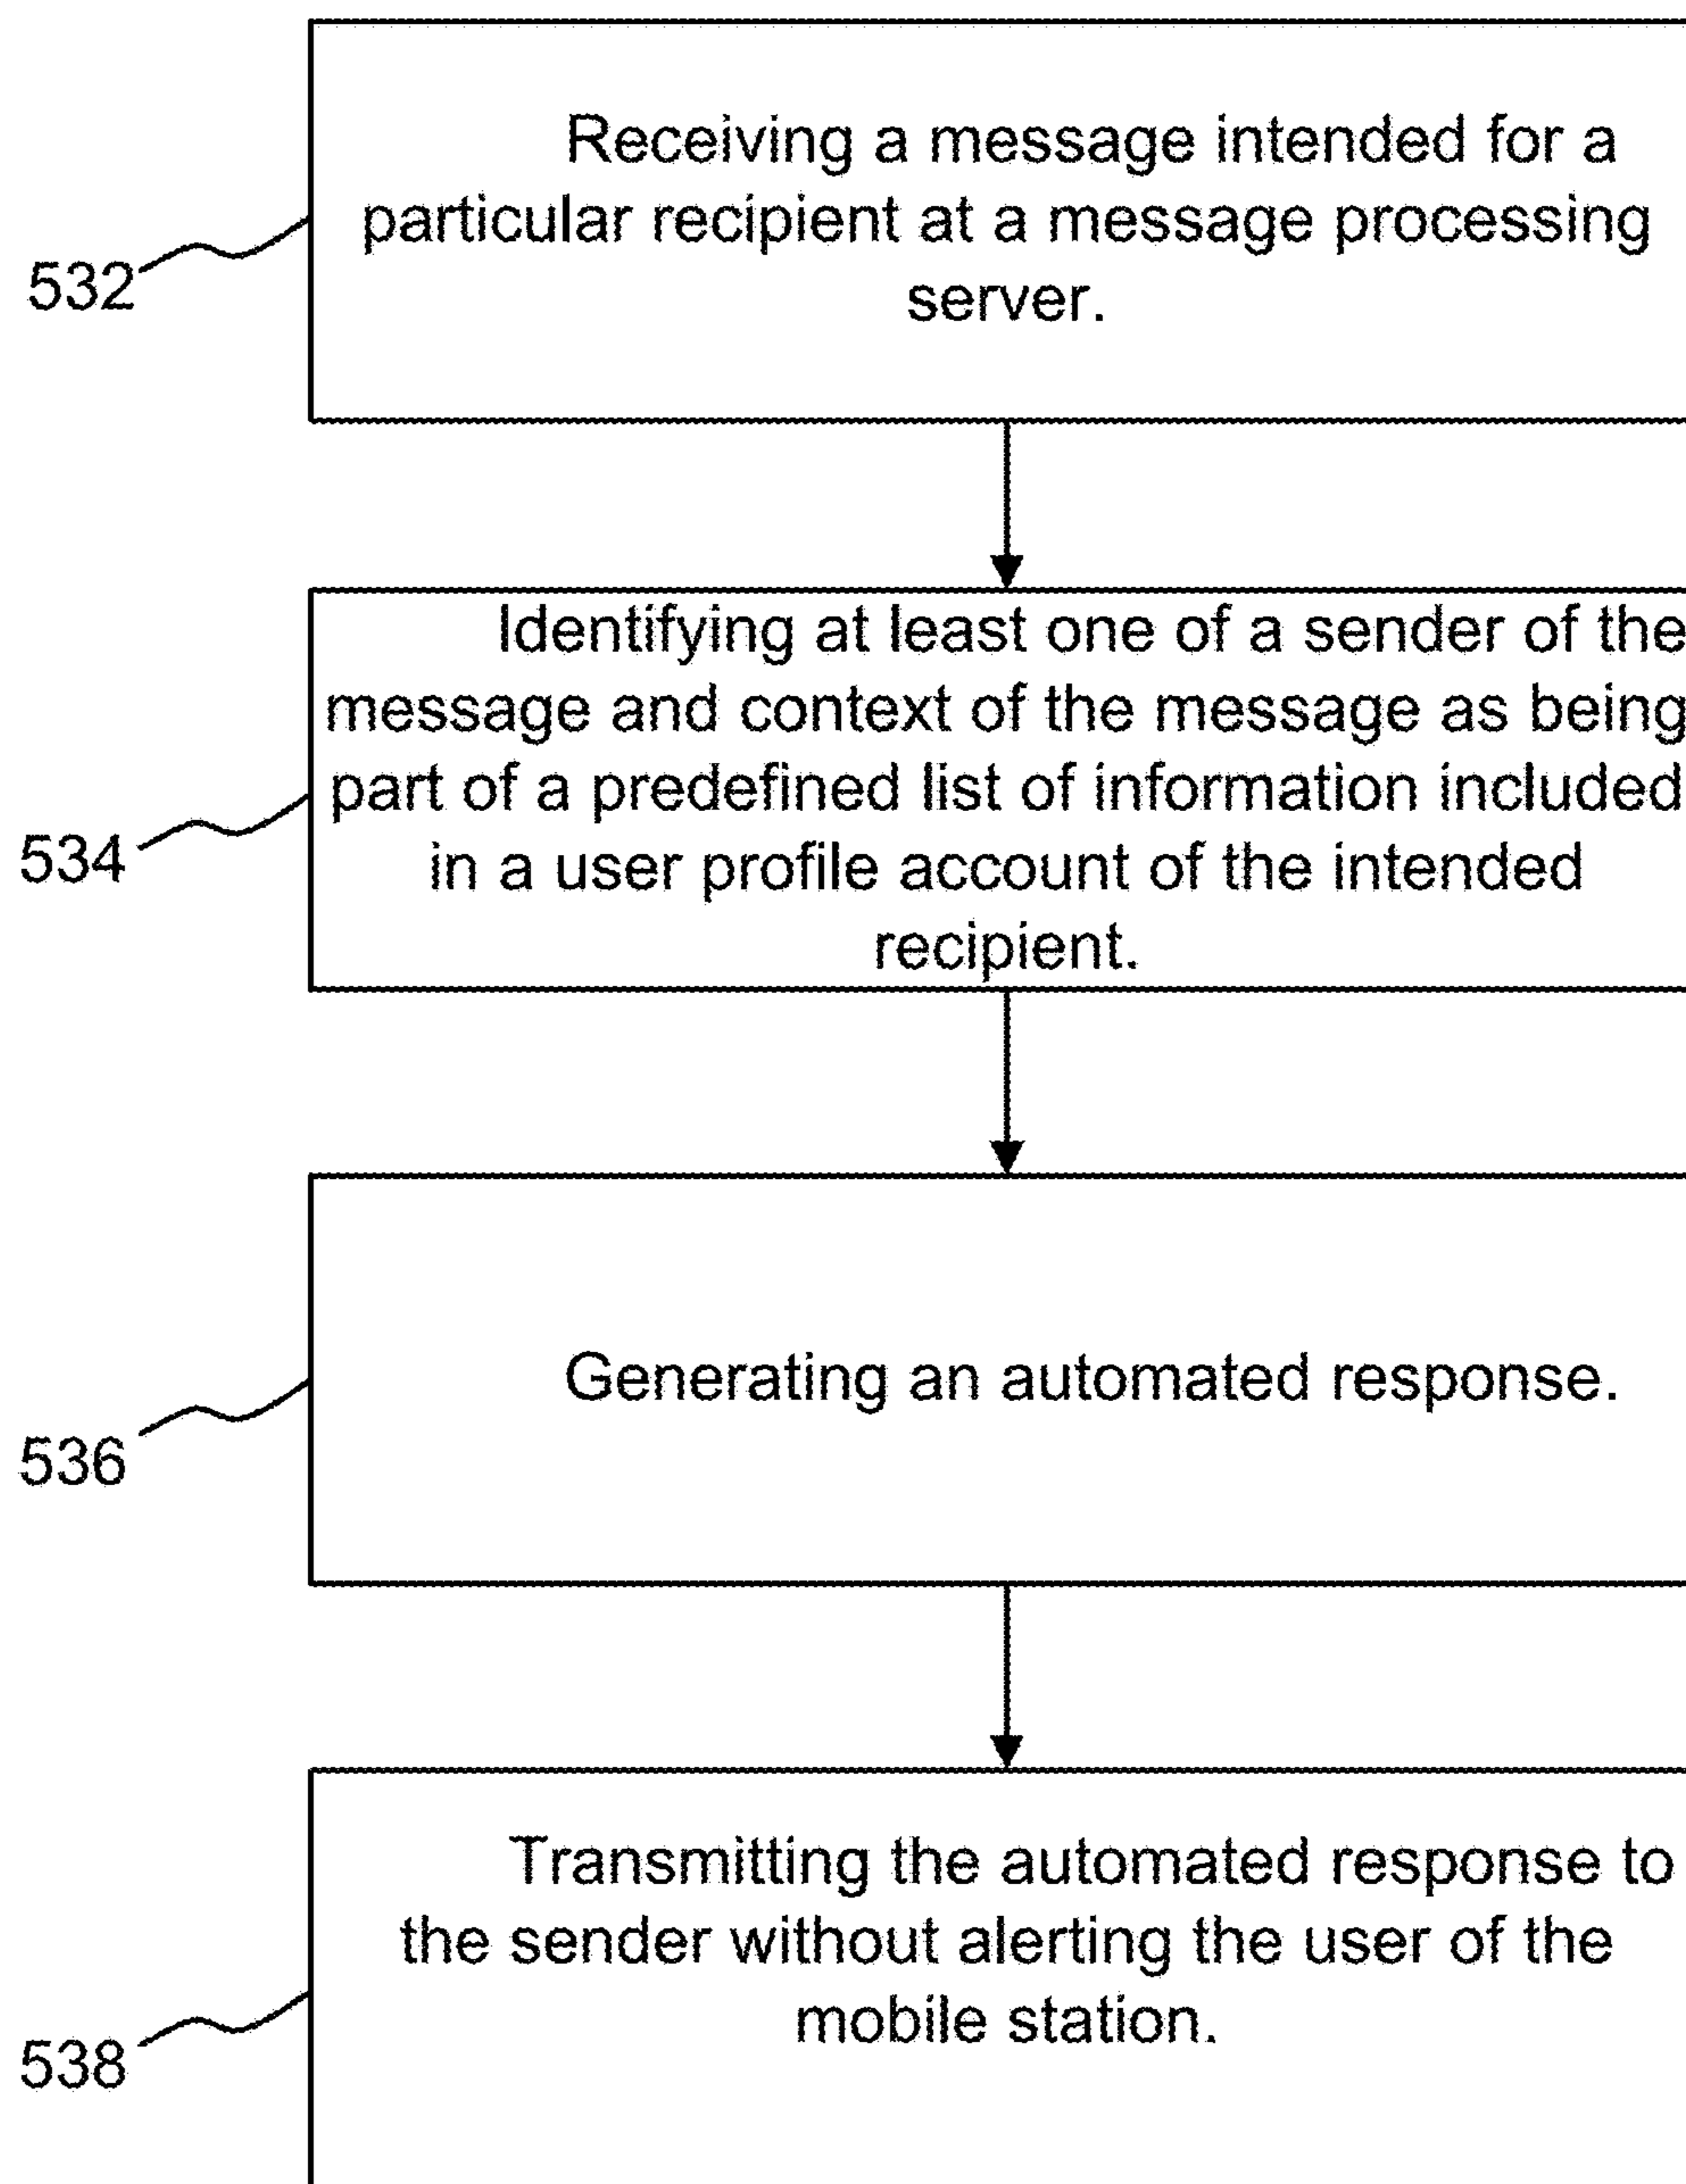 Receiving a message intended for a
particular recipient at a message processing
server.
532
Identifying at least one of a sender of the
message and context of the message as being
part of a predefined list of information included
in a user profile account of the intended
recipient.
534
Generating an automated response.
536
Transmitting the automated response to
the sender without alerting the user of the
mobile station.
538